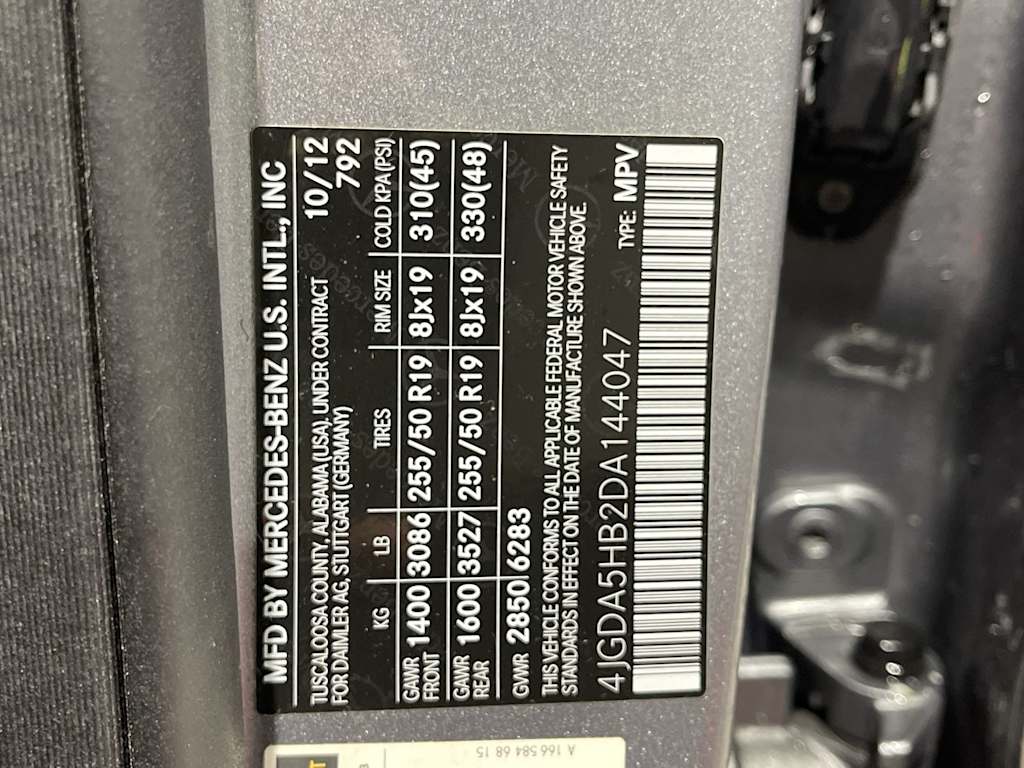 MFD BY MERCEDES-BENZ U.S. INTL., INC
TUSCALOOSA COUNTY, ALABAMA (USA), UNDER CONTRACT 10/12
FOR DAIMLER AG, STUTTGART (GERMANY) 792
KG LB TIRES RIM SIZE COLD KPA (PSI)
GAWR FRONT 1400 3086 255/50 R19 8Jx19 310(45)
GAWR REAR 1600 3527 255/50 R19 8Jx19 330(48)
GVWR 2850 6283
THIS VEHICLE CONFORMS TO ALL APPLICABLE FEDERAL MOTOR VEHICLE SAFETY
STANDARDS IN EFFECT ON THE DATE OF MANUFACTURE SHOWN ABOVE.
4JGDA5HB2DA144047 TYPE: MPV
A 166 584 68 15